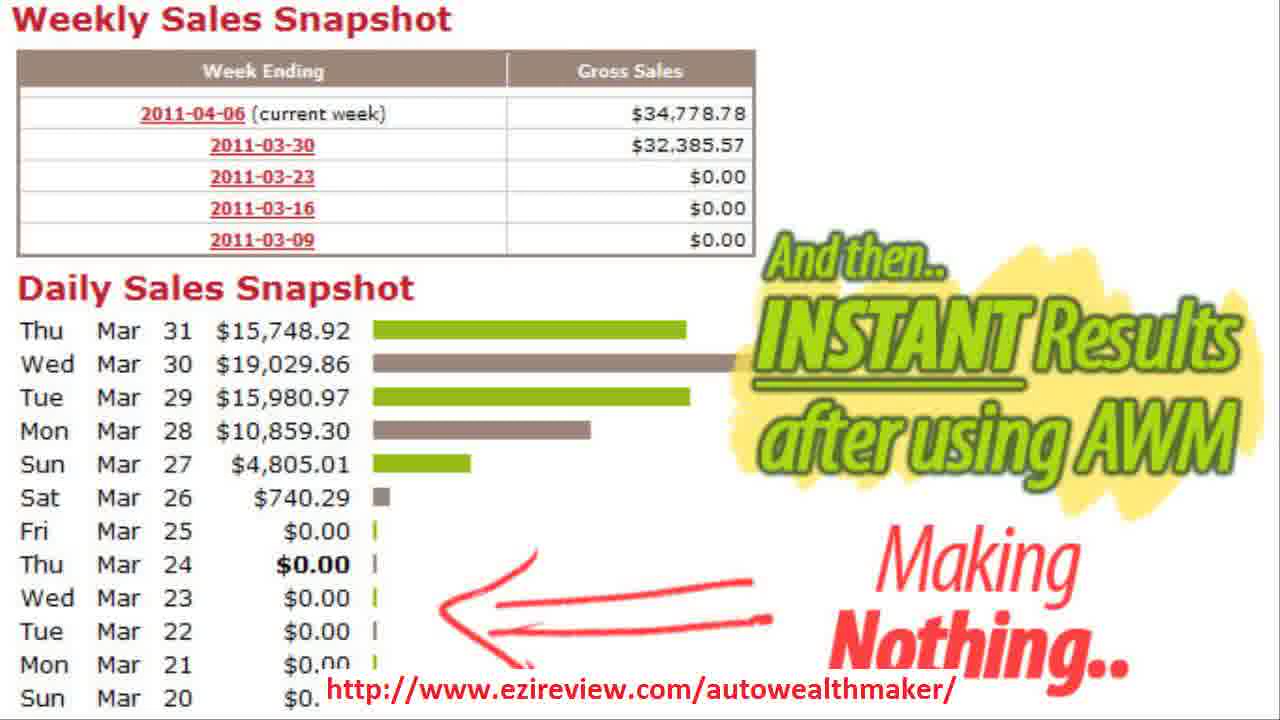 Weekly Sales Snapshot
Week Ending Gross Sales
2011-04-06 (current week) $34,778.78
2011-03-30 $32,385.57
2011-03-23 $0.00
2011-03-16 $0.00
2011-03-09 $0.00
Daily Sales Snapshot
Thu Mar 31 $15,748.92
Wed Mar 30 $19,029.86
Tue Mar 29 $15,980.97
Mon Mar 28 $10,859.30
Sun Mar 27 $4,805.01
Sat Mar 26 $740.29
Fri Mar 25 $0.00
Thu Mar 24 $0.00
Wed Mar 23 $0.00
Tue Mar 22 $0.00
Mon Mar 21 $0.00
Sun Mar 20 $0.
And then..
INSTANT Results
after using AWM
Making
Nothing..
http://www.ezireview.com/autowealthmaker/